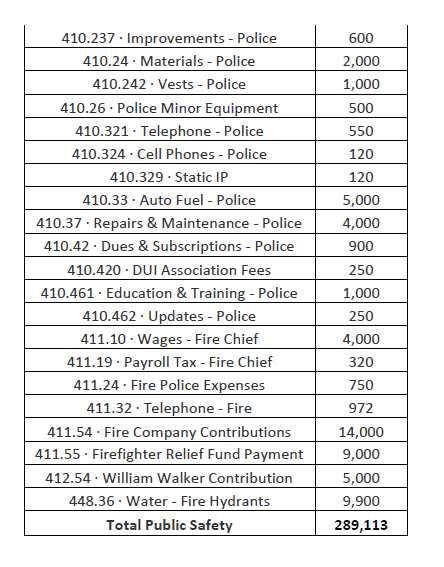 410.237 · Improvements - Police 600
410.24 · Materials - Police 2,000
410.242 · Vests - Police 1,000
410.26 · Police Minor Equipment 500
410.321 · Telephone - Police 550
410.324 · Cell Phones - Police 120
410.329 · Static IP 120
410.33 · Auto Fuel - Police 5,000
410.37 · Repairs & Maintenance - Police 4,000
410.42 · Dues & Subscriptions - Police 900
410.420 · DUI Association Fees 250
410.461 · Education & Training - Police 1,000
410.462 · Updates - Police 250
411.10 · Wages - Fire Chief 4,000
411.19 · Payroll Tax - Fire Chief 320
411.24 · Fire Police Expenses 750
411.32 · Telephone - Fire 972
411.54 · Fire Company Contributions 14,000
411.55 · Firefighter Relief Fund Payment 9,000
412.54 · William Walker Contribution 5,000
448.36 · Water - Fire Hydrants 9,900
Total Public Safety 289,113